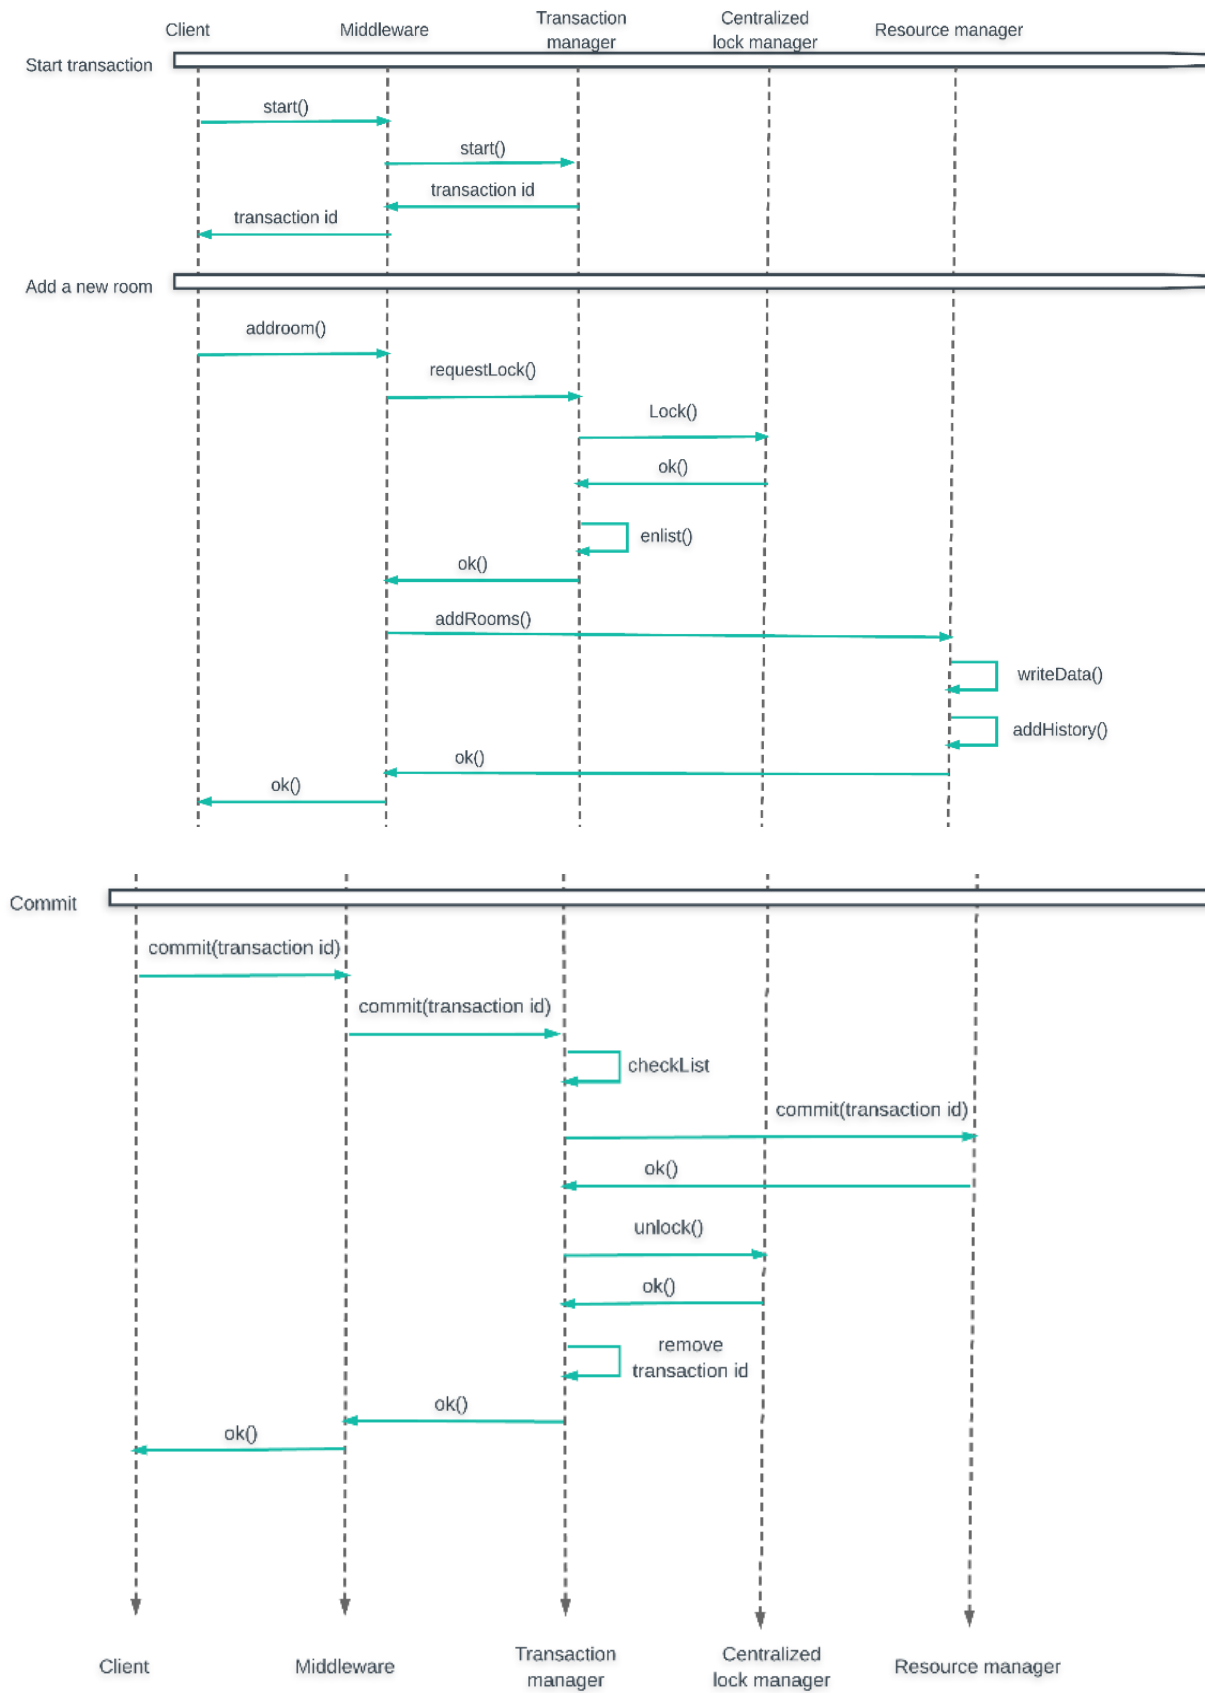 Client
Middleware
Transaction
manager
Centralized
lock manager
Resource manager
Start transaction
start()
start()
transaction id
transaction id
Add a new room
addroom()
requestLock()
Lock()
ok()
enlist()
ok()
addRooms()
writeData()
addHistory()
ok()
ok()
Commit
commit(transaction id)
commit(transaction id)
checkList
commit(transaction id)
ok()
unlock()
ok()
remove
transaction id
ok()
ok()
Client
Middleware
Transaction
manager
Centralized
lock manager
Resource manager